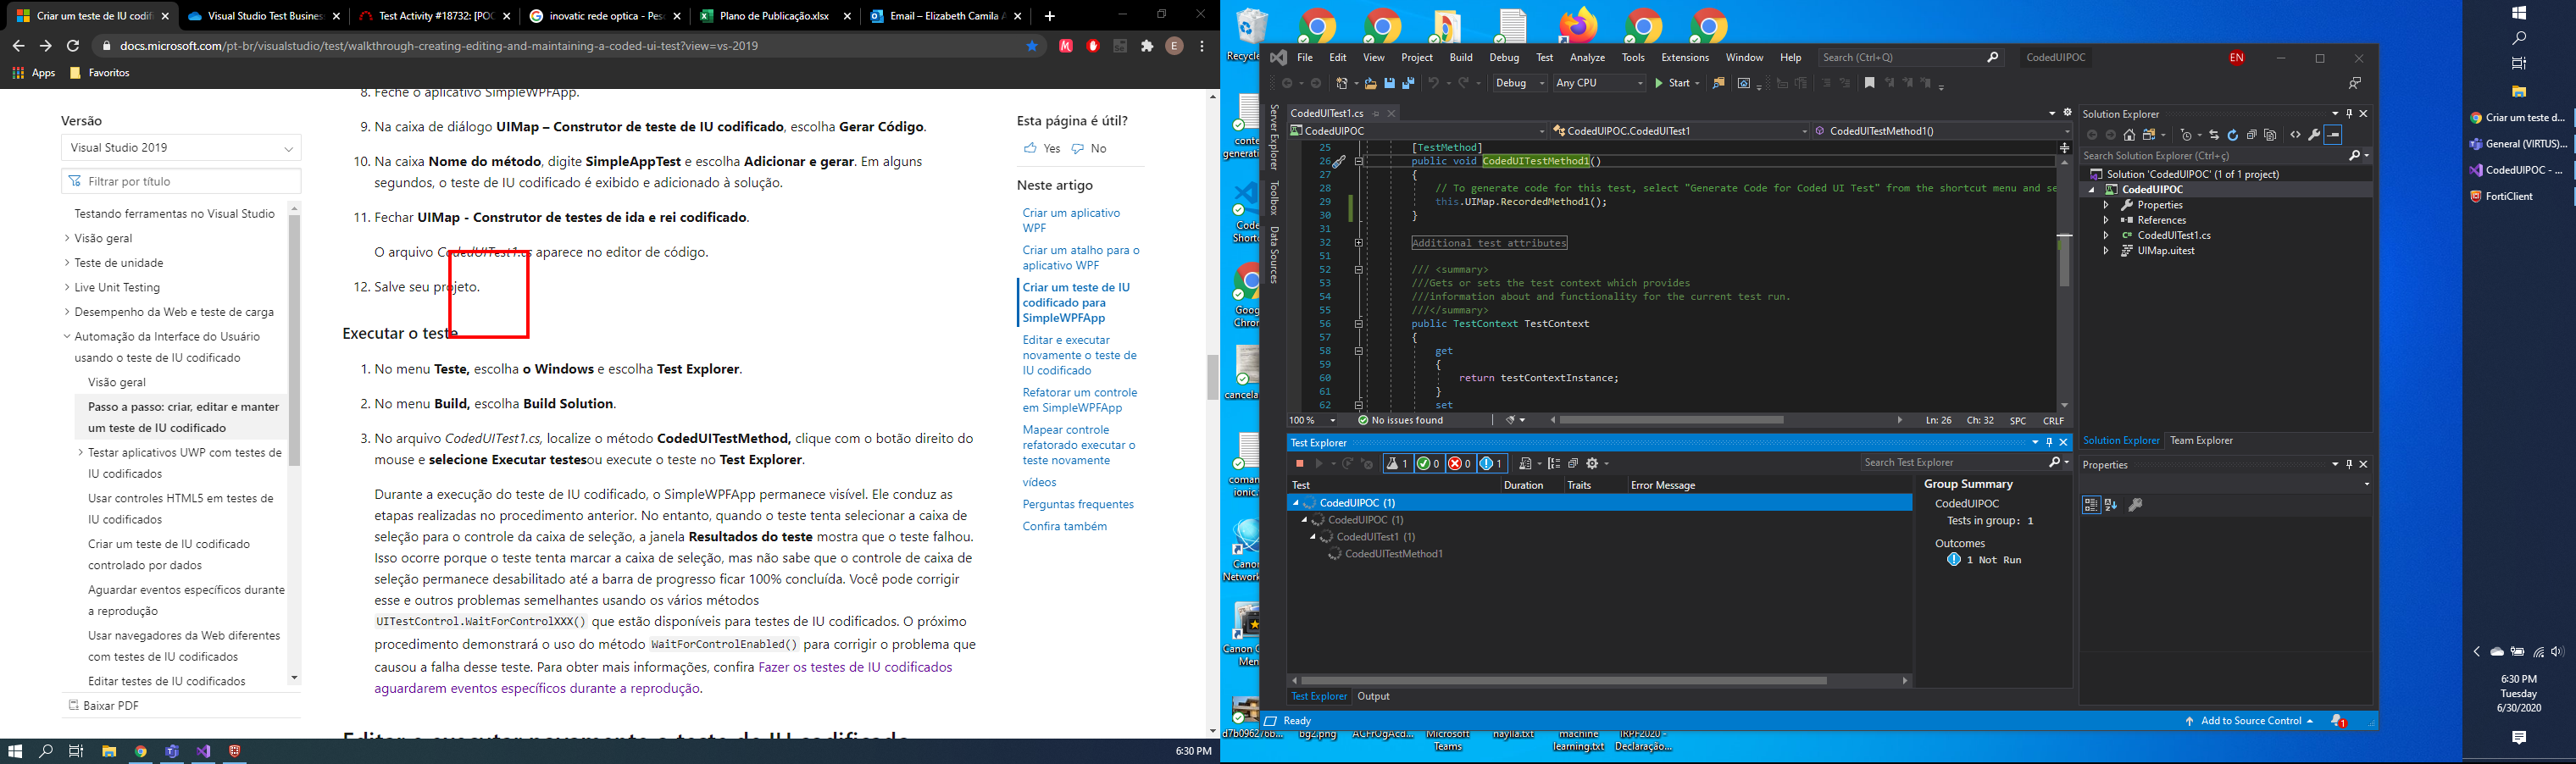 Criar um teste de IU codif
Visual Studio Test Busines
Test Activity #18732: [POC
inovatic rede optica - Pes
Plano de Publicação.xlsx
Email – Elizabeth Camila A
docs.microsoft.com/pt-br/visualstudio/test/walkthrough-creating-editing-and-maintaining-a-coded-ui-test?view=vs-2019
Apps
Favoritos
Versão
Visual Studio 2019
Filtrar por título
Testando ferramentas no Visual Studio
Visão geral
Teste de unidade
Live Unit Testing
Desempenho da Web e teste de carga
Automação da Interface do Usuário
usando o teste de IU codificado
Visão geral
Passo a passo: criar, editar e manter
um teste de IU codificado
Testar aplicativos UWP com testes de
IU codificados
Usar controles HTML5 em testes de
IU codificados
Criar um teste de IU codificado
controlado por dados
Aguardar eventos específicos durante
a reprodução
Usar navegadores da Web diferentes
com testes de IU codificados
Editar testes de IU codificados
Baixar PDF
8. Feche o aplicativo SimpleWPFApp.
9. Na caixa de diálogo UIMap – Construtor de teste de IU codificado, escolha Gerar Código.
10. Na caixa Nome do método, digite SimpleAppTest e escolha Adicionar e gerar. Em alguns
segundos, o teste de IU codificado é exibido e adicionado à solução.
11. Fechar UIMap - Construtor de testes de ida e rei codificado.
O arquivo CodedUITest1.cs aparece no editor de código.
12. Salve seu projeto.
Executar o teste
1. No menu Teste, escolha o Windows e escolha Test Explorer.
2. No menu Build, escolha Build Solution.
3. No arquivo CodedUITest1.cs, localize o método CodedUITestMethod, clique com o botão direito do
mouse e selecione Executar testesou execute o teste no Test Explorer.
Durante a execução do teste de IU codificado, o SimpleWPFApp permanece visível. Ele conduz as
etapas realizadas no procedimento anterior. No entanto, quando o teste tenta selecionar a caixa de
seleção para o controle da caixa de seleção, a janela Resultados do teste mostra que o teste falhou.
Isso ocorre porque o teste tenta marcar a caixa de seleção, mas não sabe que o controle de caixa de
seleção permanece desabilitado até a barra de progresso ficar 100% concluída. Você pode corrigir
esse e outros problemas semelhantes usando os vários métodos
UITestControl.WaitForControlXXX() que estão disponíveis para testes de IU codificados. O próximo
procedimento demonstrará o uso do método WaitForControlEnabled() para corrigir o problema que
causou a falha desse teste. Para obter mais informações, confira Fazer os testes de IU codificados
aguardarem eventos específicos durante a reprodução.
Editar e executar novamente o teste de IU codificado
Esta página é útil?
Yes No
Neste artigo
Criar um aplicativo
WPF
Criar um atalho para o
aplicativo WPF
Criar um teste de IU
codificado para
SimpleWPFApp
Editar e executar
novamente o teste de
IU codificado
Refatorar um controle
em SimpleWPFApp
Mapear controle
refatorado executar o
teste novamente
vídeos
Perguntas frequentes
Confira também
6:30 PM
File Edit View Project Build Debug Test Analyze Tools Extensions Window Help
Search (Ctrl+Q)
CodedUIPOC
EN
Debug
Any CPU
Start
Server Explorer
Toolbox
Data Sources
CodedUITest1.cs
CodedUIPOC
CodedUIPOC.CodedUITest1
CodedUITestMethod1()
25 [TestMethod]
26 public void CodedUITestMethod1()
27 {
28 // To generate code for this test, select "Generate Code for Coded UI Test" from the shortcut menu and se
29 this.UIMap.RecordedMethod1();
30 }
31
32 Additional test attributes
51
52 /// <summary>
53 ///Gets or sets the test context which provides
54 ///information about and functionality for the current test run.
55 ///</summary>
56 public TestContext TestContext
57 {
58 get
59 {
60 return testContextInstance;
61 }
62 set
100 %
No issues found
Ln: 26 Ch: 32 SPC CRLF
Test Explorer
1 0 0 1
Search Test Explorer
Test Duration Traits Error Message
CodedUIPOC (1)
CodedUIPOC (1)
CodedUITest1 (1)
CodedUITestMethod1
Group Summary
CodedUIPOC
Tests in group: 1
Outcomes
1 Not Run
Test Explorer
Output
Ready
Add to Source Control
1
Solution Explorer
Search Solution Explorer (Ctrl+ç)
Solution 'CodedUIPOC' (1 of 1 project)
CodedUIPOC
Properties
References
CodedUITest1.cs
UIMap.uitest
Solution Explorer
Team Explorer
Properties
Recycle
conte
generati
Code
Short
Goog
Chron
cancela
coman
ionic.
Canon
Network
Canon
Men
d7b096276b...
bg2.png
ACFrOgAcd...
Microsoft
Teams
naylla.txt
machine
learning.txt
IRPF2020 -
Declaração...
Criar um teste d...
General (VIRTUS)...
CodedUIPOC - ...
FortiClient
6:30 PM
Tuesday
6/30/2020